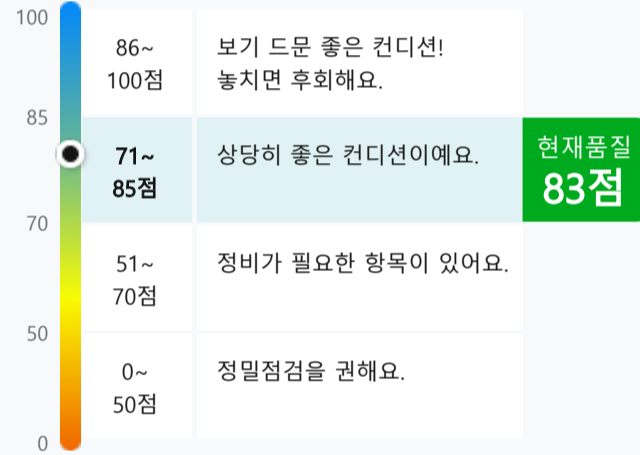 100
86~
100점
보기 드문 좋은 컨디션!
놓치면 후회해요.
85
71~
85점
상당히 좋은 컨디션이예요.
현재품질
83점
70
51~
70점
정비가 필요한 항목이 있어요.
50
0~
50점
정밀점검을 권해요.
0